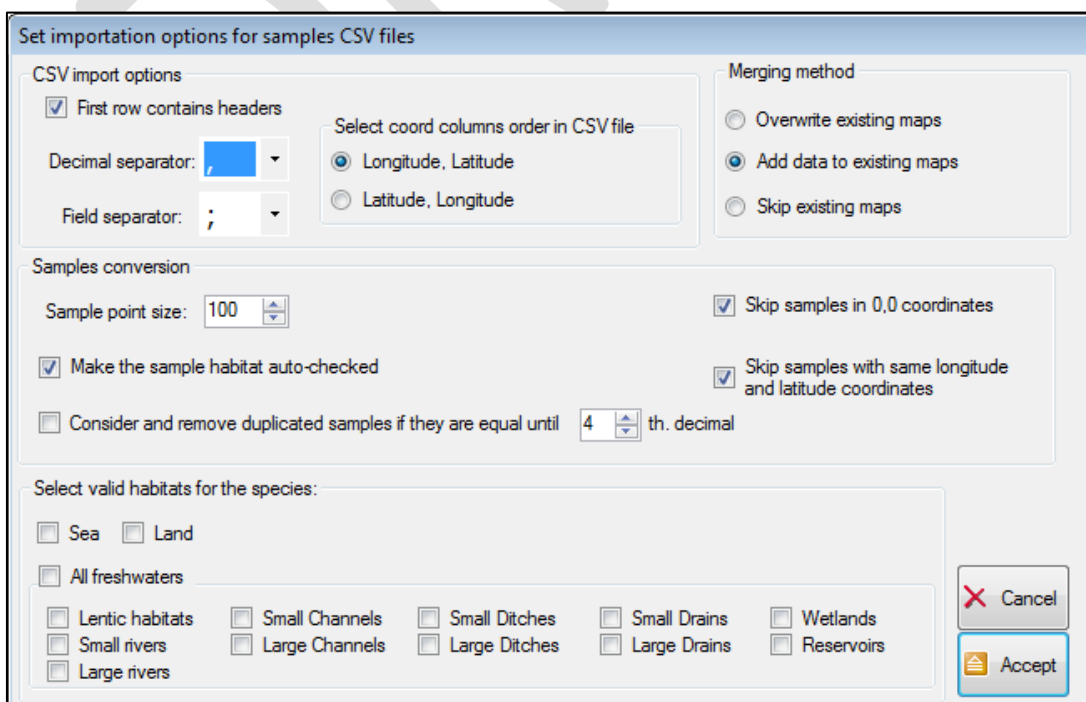 Set importation options for samples CSV files
CSV import options
First row contains headers
Decimal separator: ,
Field separator: ;
Select coord columns order in CSV file
Longitude, Latitude
Latitude, Longitude
Merging method
Overwrite existing maps
Add data to existing maps
Skip existing maps
Samples conversion
Sample point size: 100
Skip samples in 0,0 coordinates
Make the sample habitat auto-checked
Skip samples with same longitude
and latitude coordinates
Consider and remove duplicated samples if they are equal until 4 th. decimal
Select valid habitats for the species:
Sea Land
All freshwaters
Lentic habitats Small Channels Small Ditches Small Drains Wetlands
Small rivers Large Channels Large Ditches Large Drains Reservoirs
Large rivers
Cancel
Accept